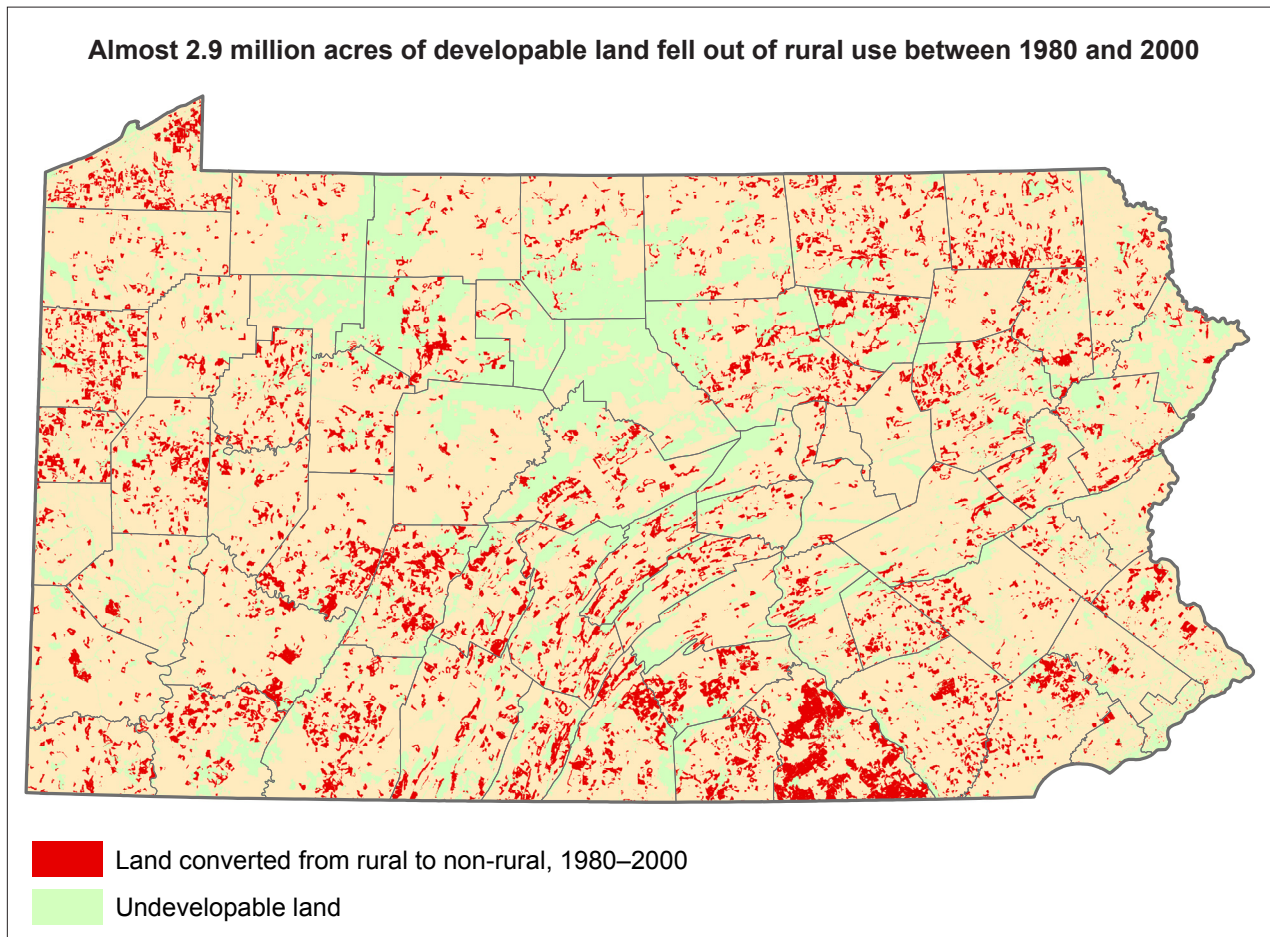 Almost 2.9 million acres of developable land fell out of rural use between 1980 and 2000
Land converted from rural to non-rural, 1980–2000
Undevelopable land